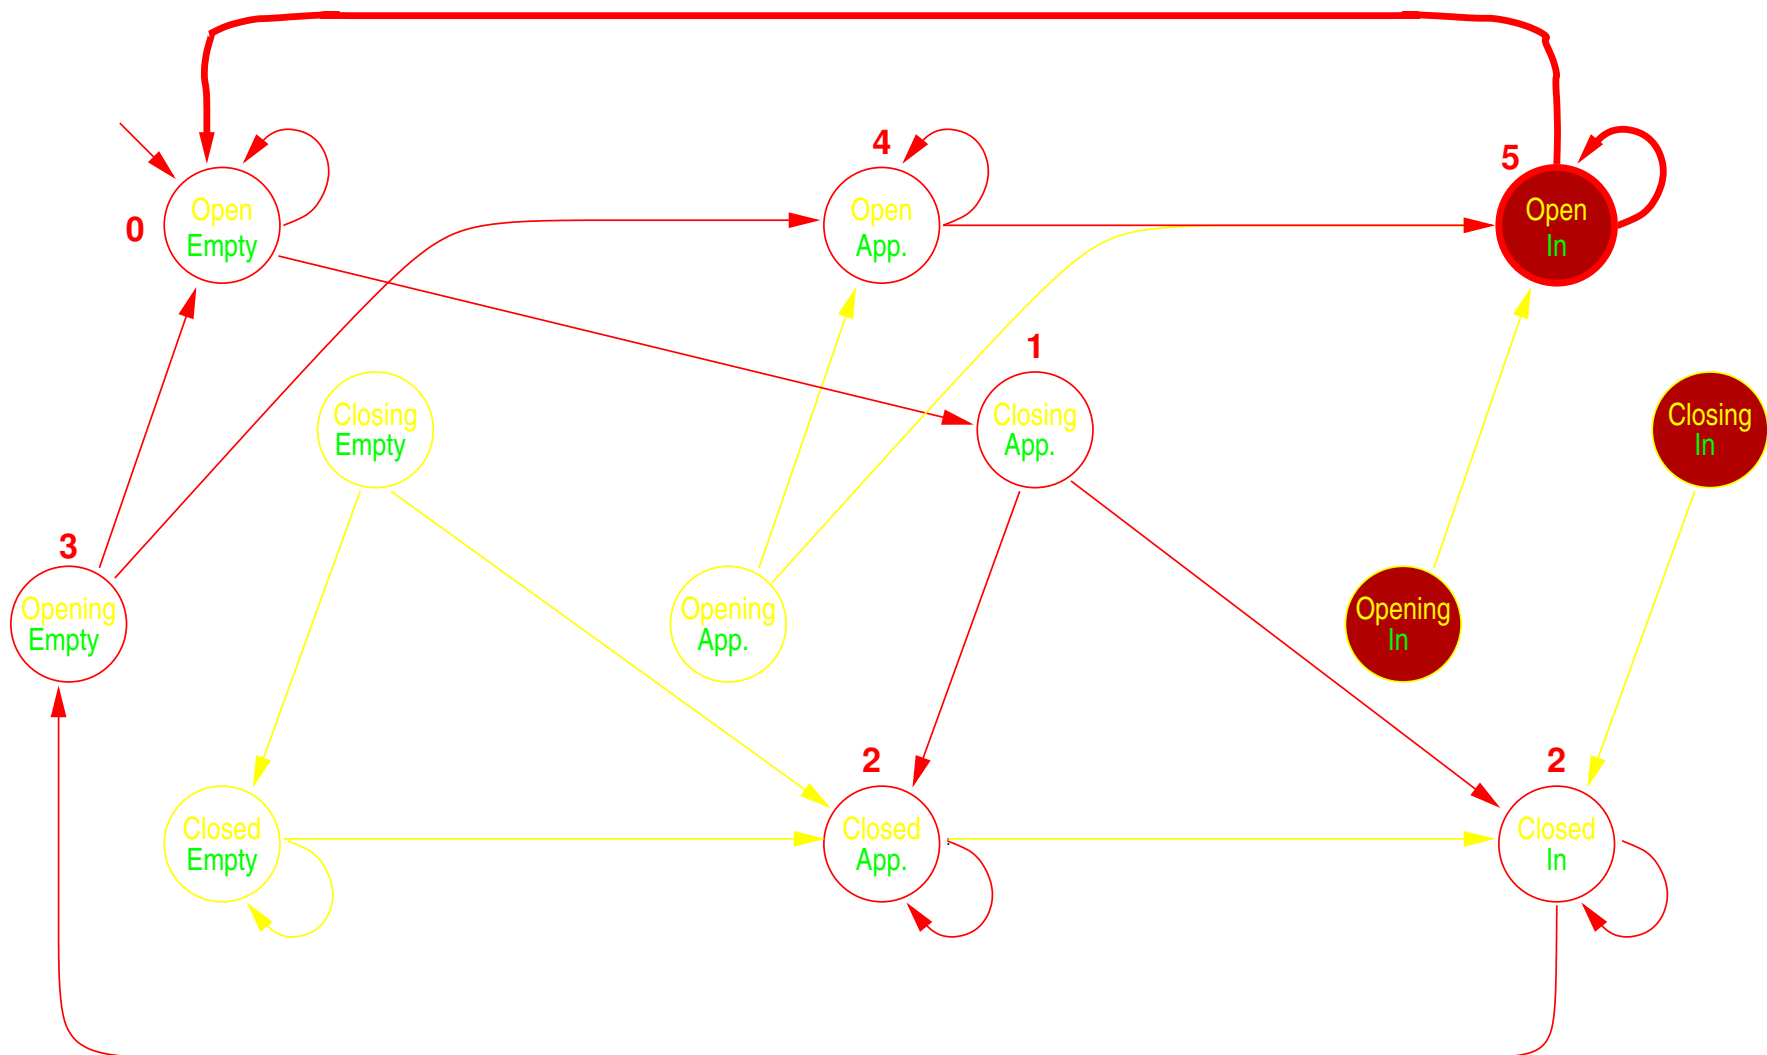 4
5
0
Open
Empty
Open
App.
Open
In
1
Closing
Empty
Closing
App.
Closing
In
3
Opening
Empty
Opening
App.
Opening
In
2
2
Closed
Empty
Closed
App.
Closed
In